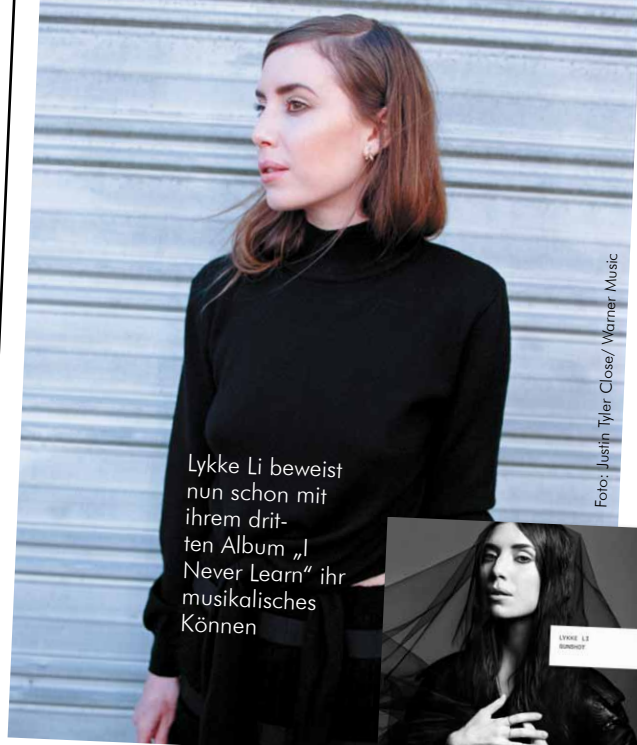 Lykke Li beweist
nun schon mit
ihrem drit-
ten Album „I
Never Learn“ ihr
musikalisches
Können
Foto: Justin Tyler Close/ Warner Music
LYKKE LI
GUNSHOT